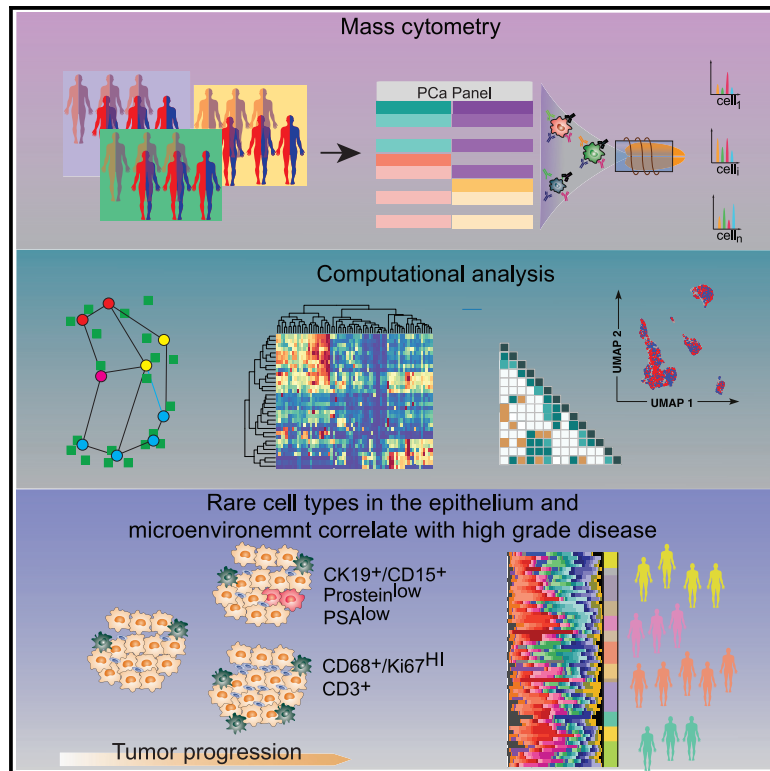 Mass cytometry
PCa Panel
cell1
celli
celln
Computational analysis
UMAP 2
UMAP 1
Rare cell types in the epithelium and
microenvironemnt correlate with high grade disease
CK19+/CD15+
Prosteinlow
PSAlow
CD68+/Ki67HI
CD3+
Tumor progression